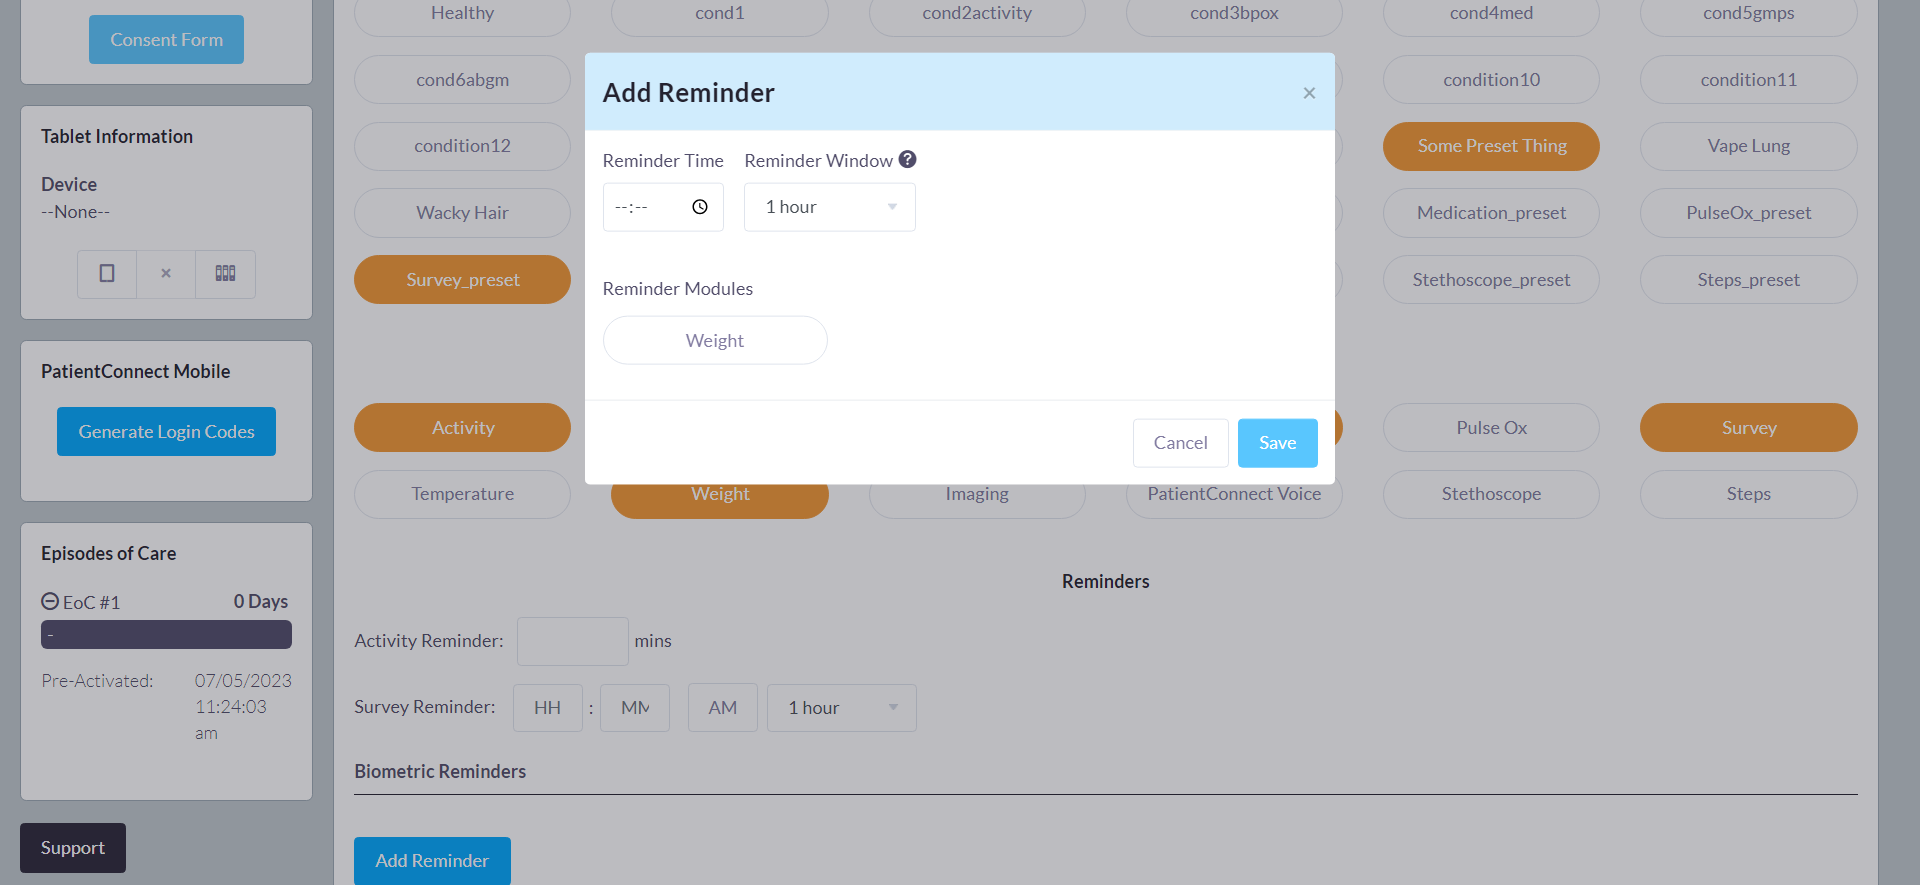 Consent Form
Tablet Information
Device
--None--
PatientConnect Mobile
Generate Login Codes
Episodes of Care
EoC #1 0 Days
-
Pre-Activated: 07/05/2023
11:24:03
am
Support
Healthy cond1 cond2activity cond3bpox cond4med cond5gmps
cond6abgm condition10 condition11
condition12 Some Preset Thing Vape Lung
Wacky Hair Medication_preset PulseOx_preset
Survey_preset Stethoscope_preset Steps_preset
Activity Pulse Ox Survey
Temperature Weight Imaging PatientConnect Voice Stethoscope Steps
Add Reminder ×
Reminder Time Reminder Window ?
--:-- 1 hour
Reminder Modules
Weight
Cancel Save
Reminders
Activity Reminder: mins
Survey Reminder: HH : MM AM 1 hour
Biometric Reminders
Add Reminder